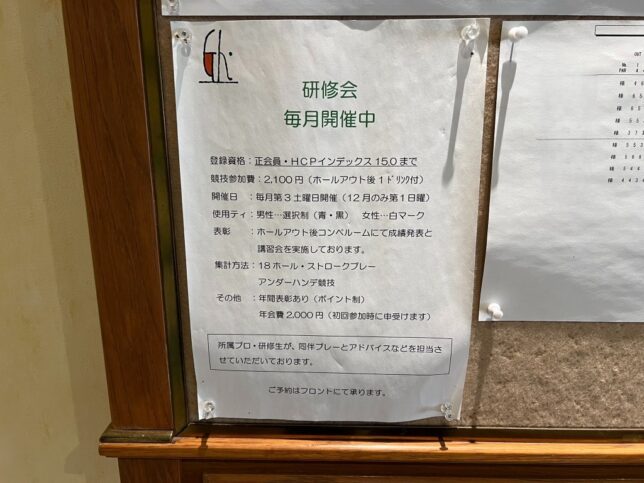 研修会
毎月開催中
登録資格:正会員・HCPインデックス15.0まで
競技参加費:2,100円(ホールアウト後1ドリンク付)
開催日 :毎月第3土曜日開催(12月のみ第1日曜)
使用ティ:男性…選択制(青・黒) 女性…白マーク
表彰 :ホールアウト後コンペルームにて成績発表と
講習会を実施しております。
集計方法:18ホール・ストロークプレー
アンダーハンデ競技
その他 :年間表彰あり(ポイント制)
年会費2,000円(初回参加時に申受けます)
所属プロ・研修生が、同伴プレーとアドバイスなどを担当さ
せていただいております。
ご予約はフロントにて承ります。
OUT
No. 1
PAR 4